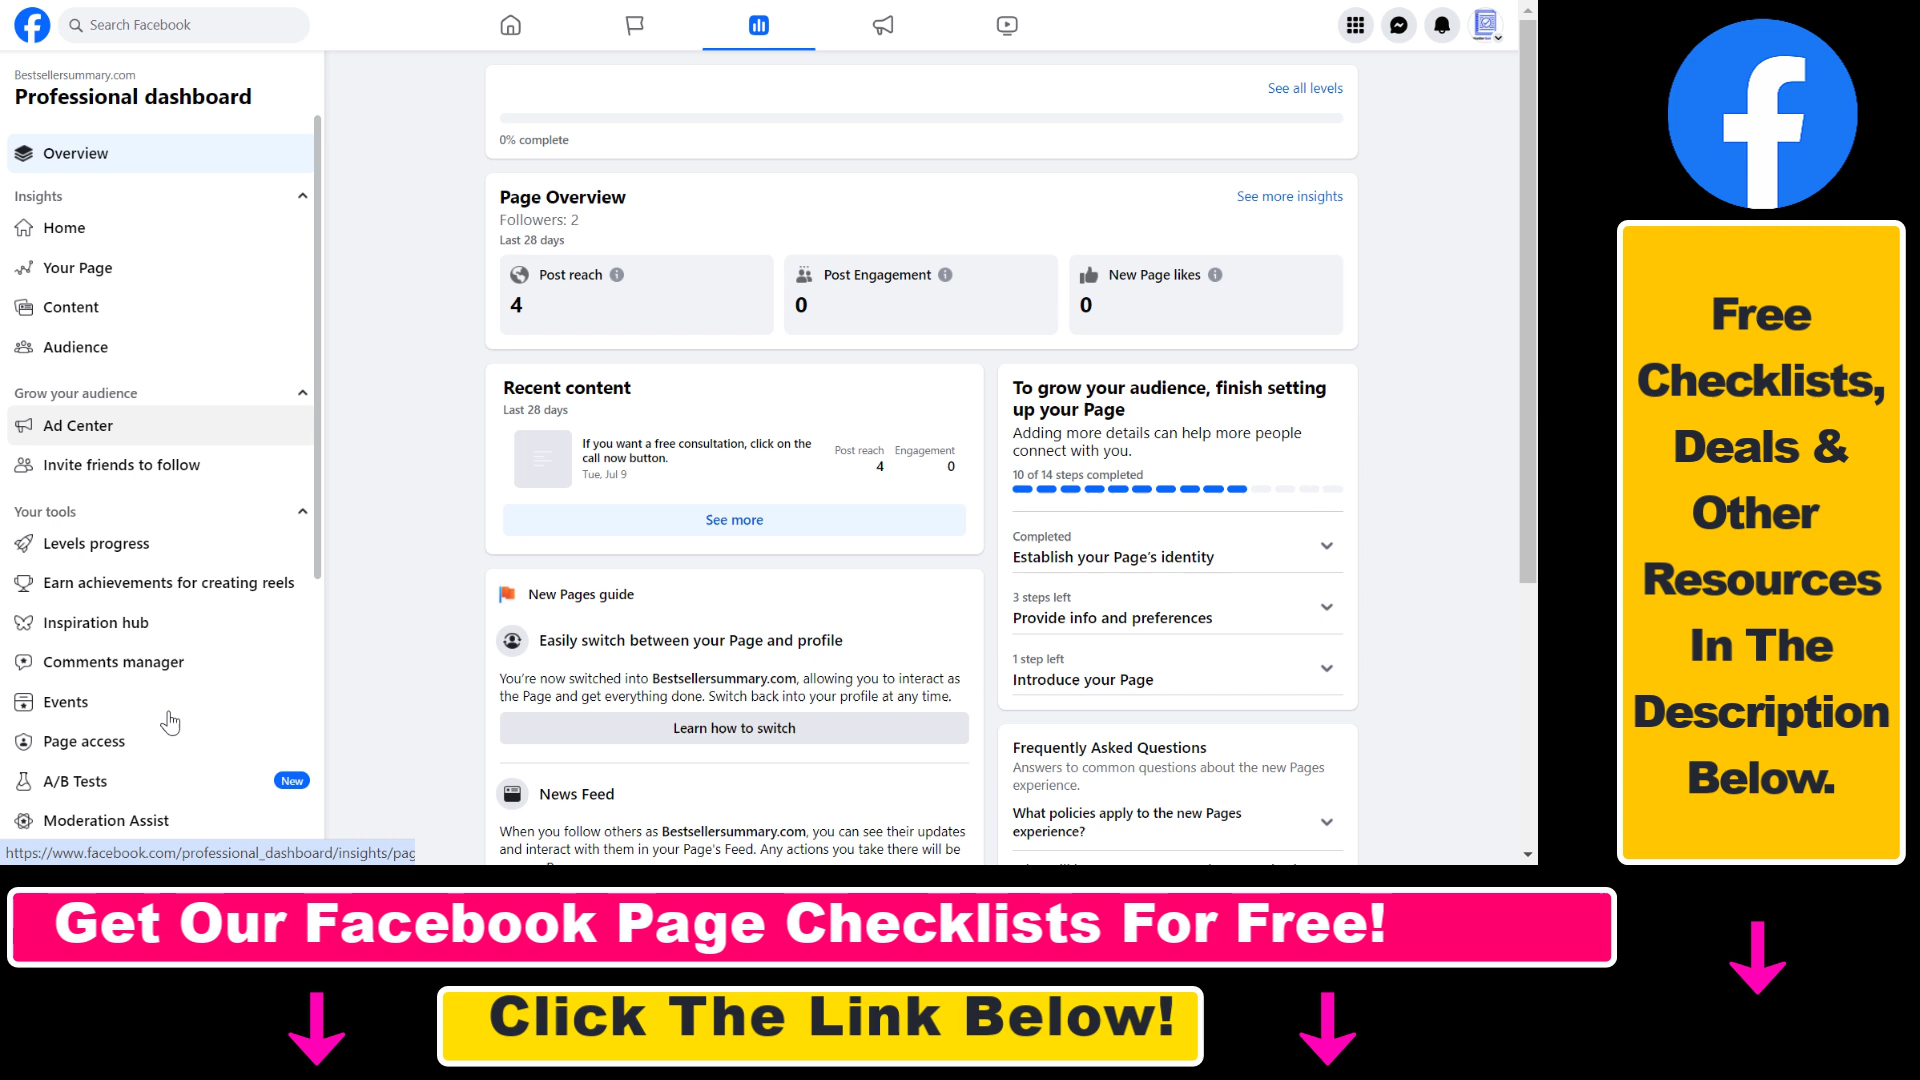 Search Facebook
Bestsellersummary.com
Professional dashboard
Overview
Insights
Home
Your Page
Content
Audience
Grow your audience
Ad Center
Invite friends to follow
Your tools
Levels progress
Earn achievements for creating reels
Inspiration hub
Comments manager
Events
Page access
A/B Tests
New
Moderation Assist
https://www.facebook.com/professional_dashboard/insights/pag
See all levels
0% complete
Page Overview
See more insights
Followers: 2
Last 28 days
Post reach
4
Post Engagement
0
New Page likes
0
Recent content
Last 28 days
If you want a free consultation, click on the
call now button.
Tue, Jul 9
Post reach
4
Engagement
0
See more
New Pages guide
Easily switch between your Page and profile
You're now switched into Bestsellersummary.com, allowing you to interact as
the Page and get everything done. Switch back into your profile at any time.
Learn how to switch
News Feed
When you follow others as Bestsellersummary.com, you can see their updates
and interact with them in your Page's Feed. Any actions you take there will be
To grow your audience, finish setting
up your Page
Adding more details can help more people
connect with you.
10 of 14 steps completed
Completed
Establish your Page's identity
3 steps left
Provide info and preferences
1 step left
Introduce your Page
Frequently Asked Questions
Answers to common questions about the new Pages
experience.
What policies apply to the new Pages
experience?
Free
Checklists,
Deals &
Other
Resources
In The
Description
Below.
Get Our Facebook Page Checklists For Free!
Click The Link Below!